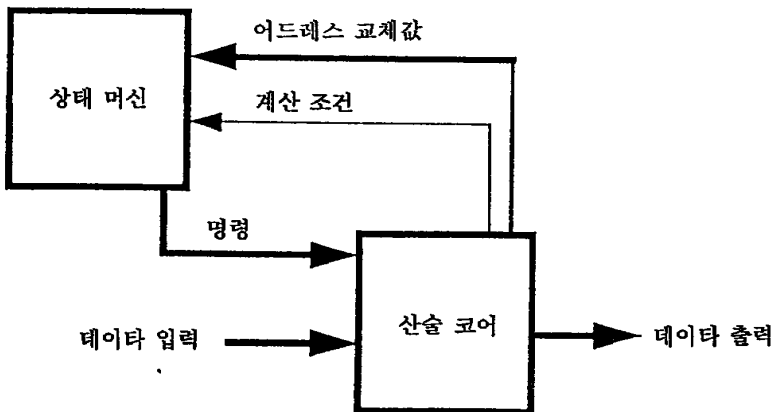 어드레스 교체값
상태 머신
계산 조건
명령
산술 코어
테이타 입력
데이타 출력